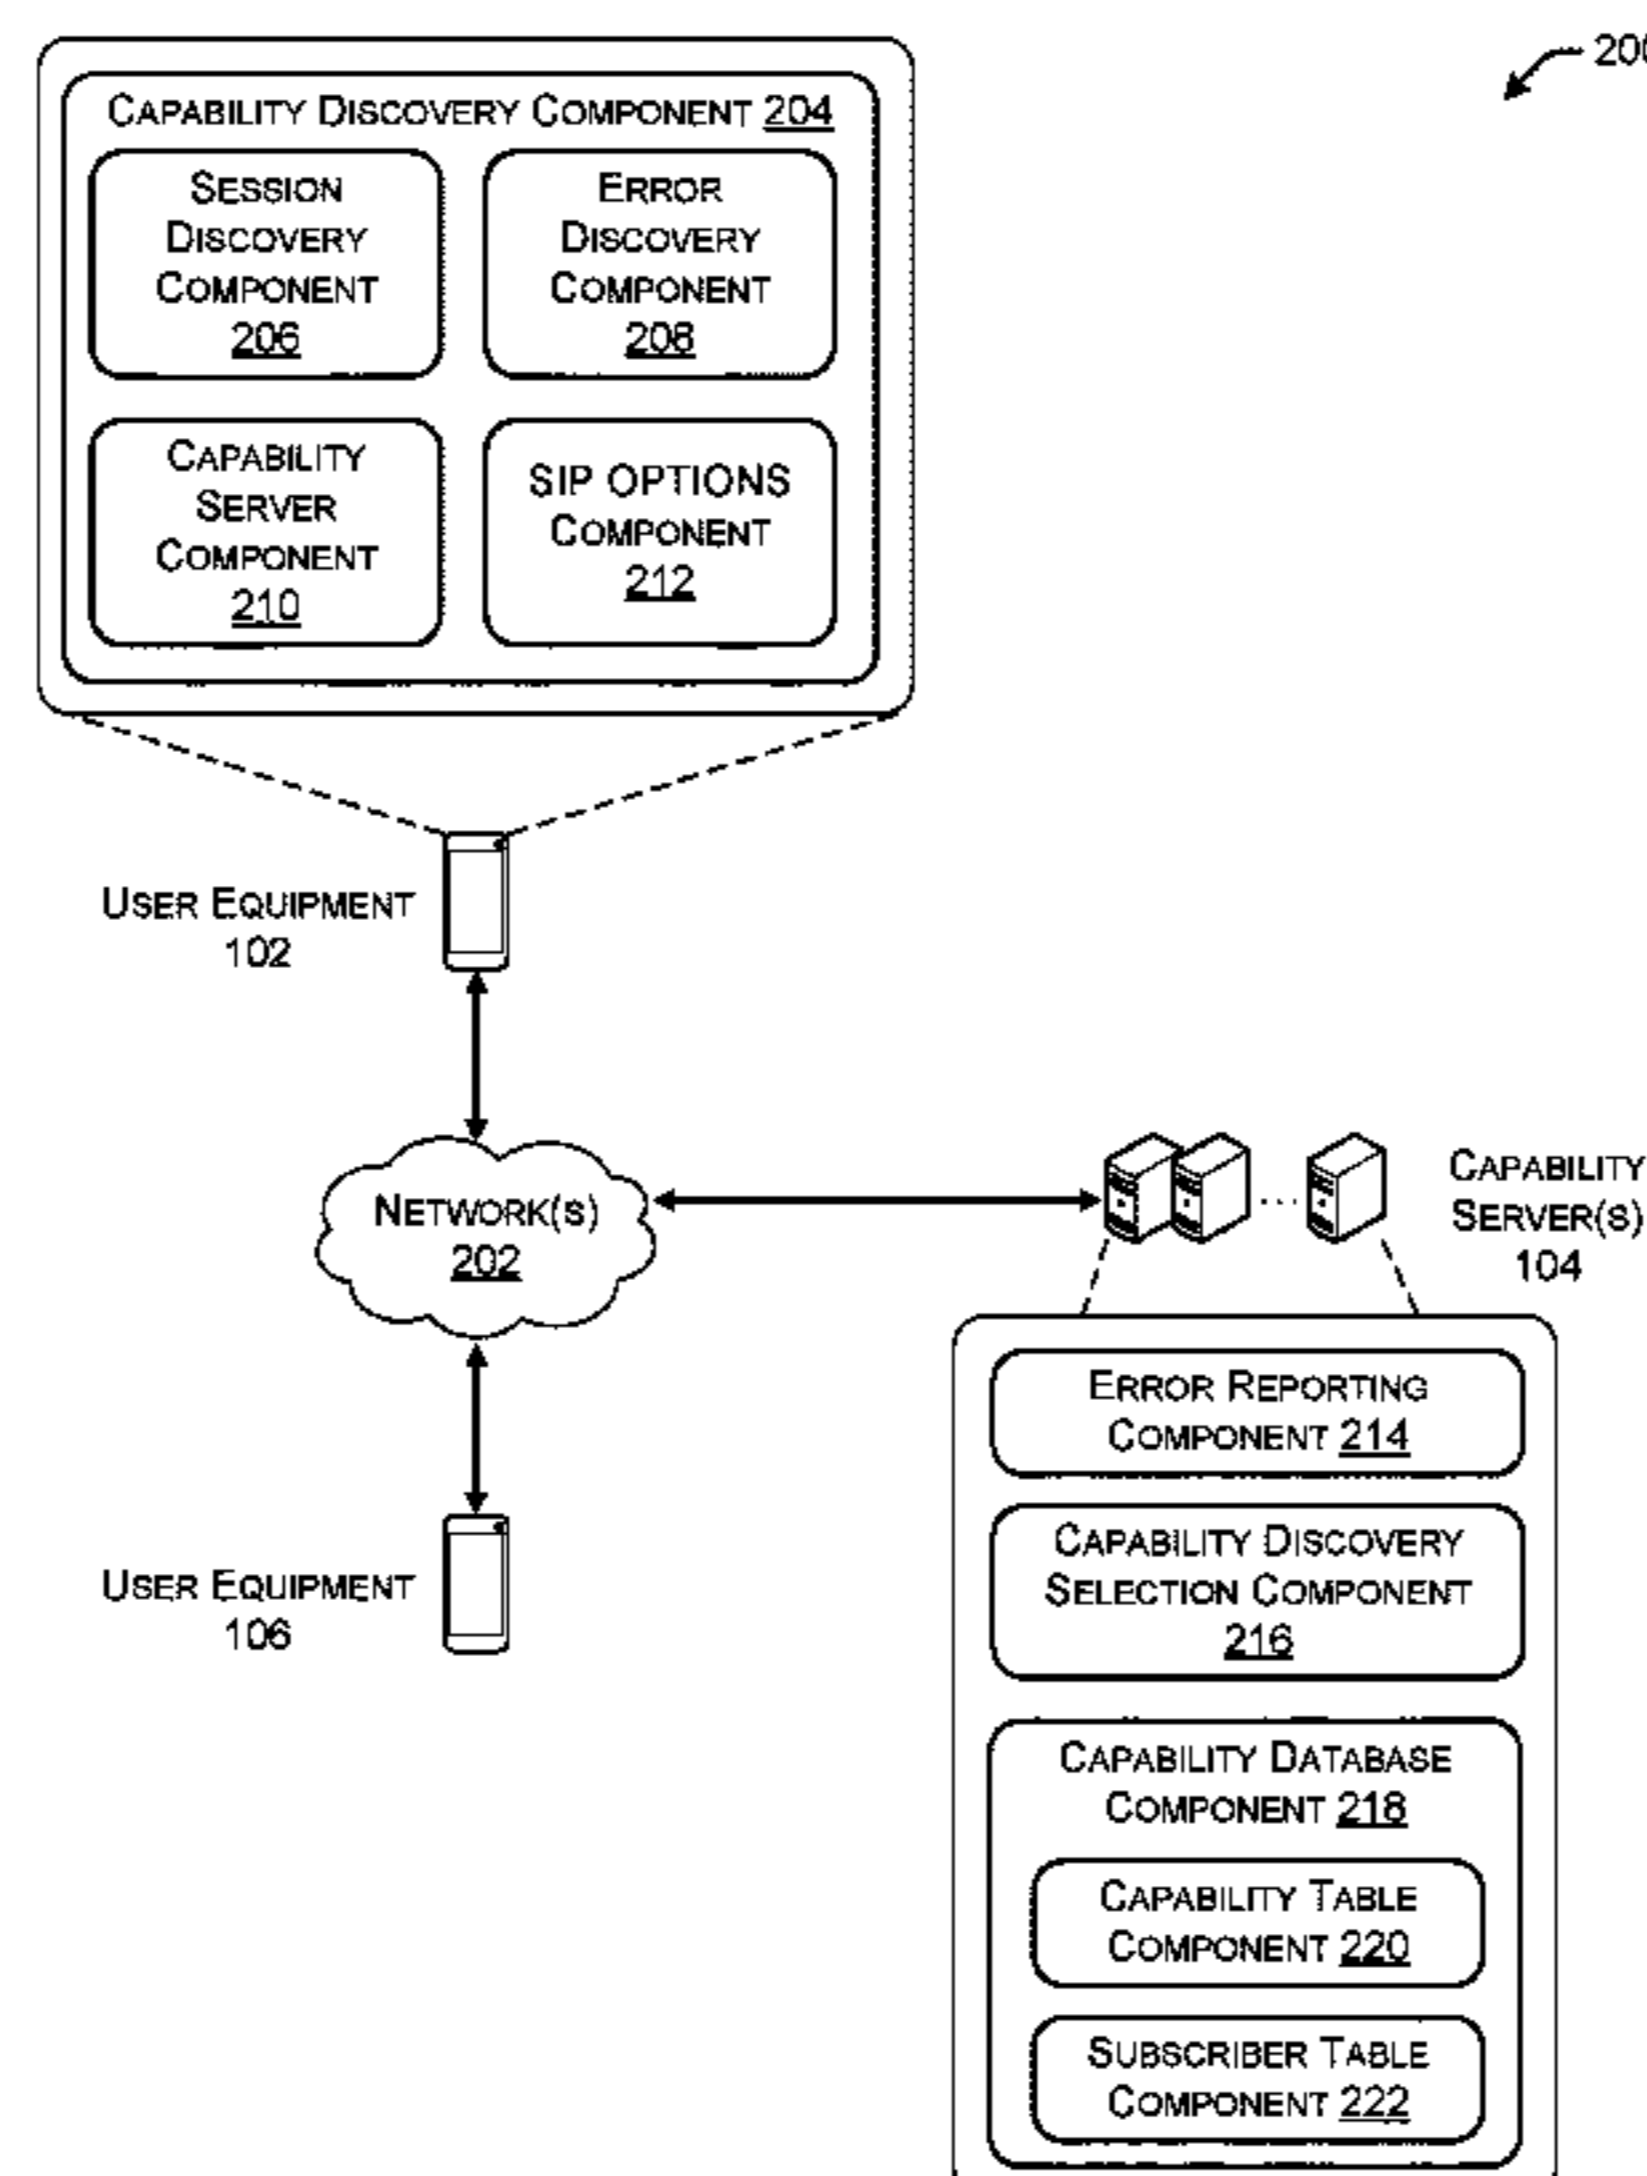 200
CAPABILITY DISCOVERY COMPONENT 204
SESSION
DISCOVERY
COMPONENT
206
ERROR
DISCOVERY
COMPONENT
208
CAPABILITY
SERVER
COMPONENT
210
SIP OPTIONS
COMPONENT
212
USER EQUIPMENT
102
NETWORK(S)
202
CAPABILITY
SERVER(S)
104
USER EQUIPMENT
106
ERROR REPORTING
COMPONENT 214
CAPABILITY DISCOVERY
SELECTION COMPONENT
216
CAPABILITY DATABASE
COMPONENT 218
CAPABILITY TABLE
COMPONENT 220
SUBSCRIBER TABLE
COMPONENT 222